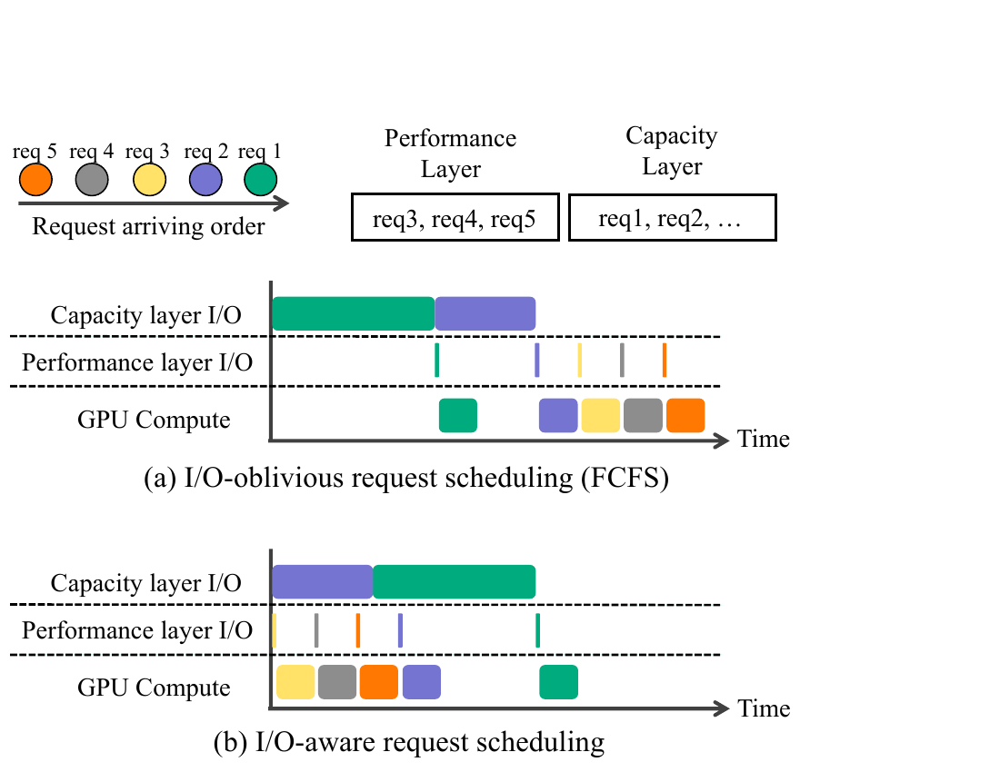 req 5 req 4 req 3 req 2 req 1
Request arriving order
Performance
Layer
req3, req4, req5
Capacity
Layer
req1, req2, …
Capacity layer I/O
Performance layer I/O
GPU Compute
Time
(a) I/O-oblivious request scheduling (FCFS)
Capacity layer I/O
Performance layer I/O
GPU Compute
Time
(b) I/O-aware request scheduling